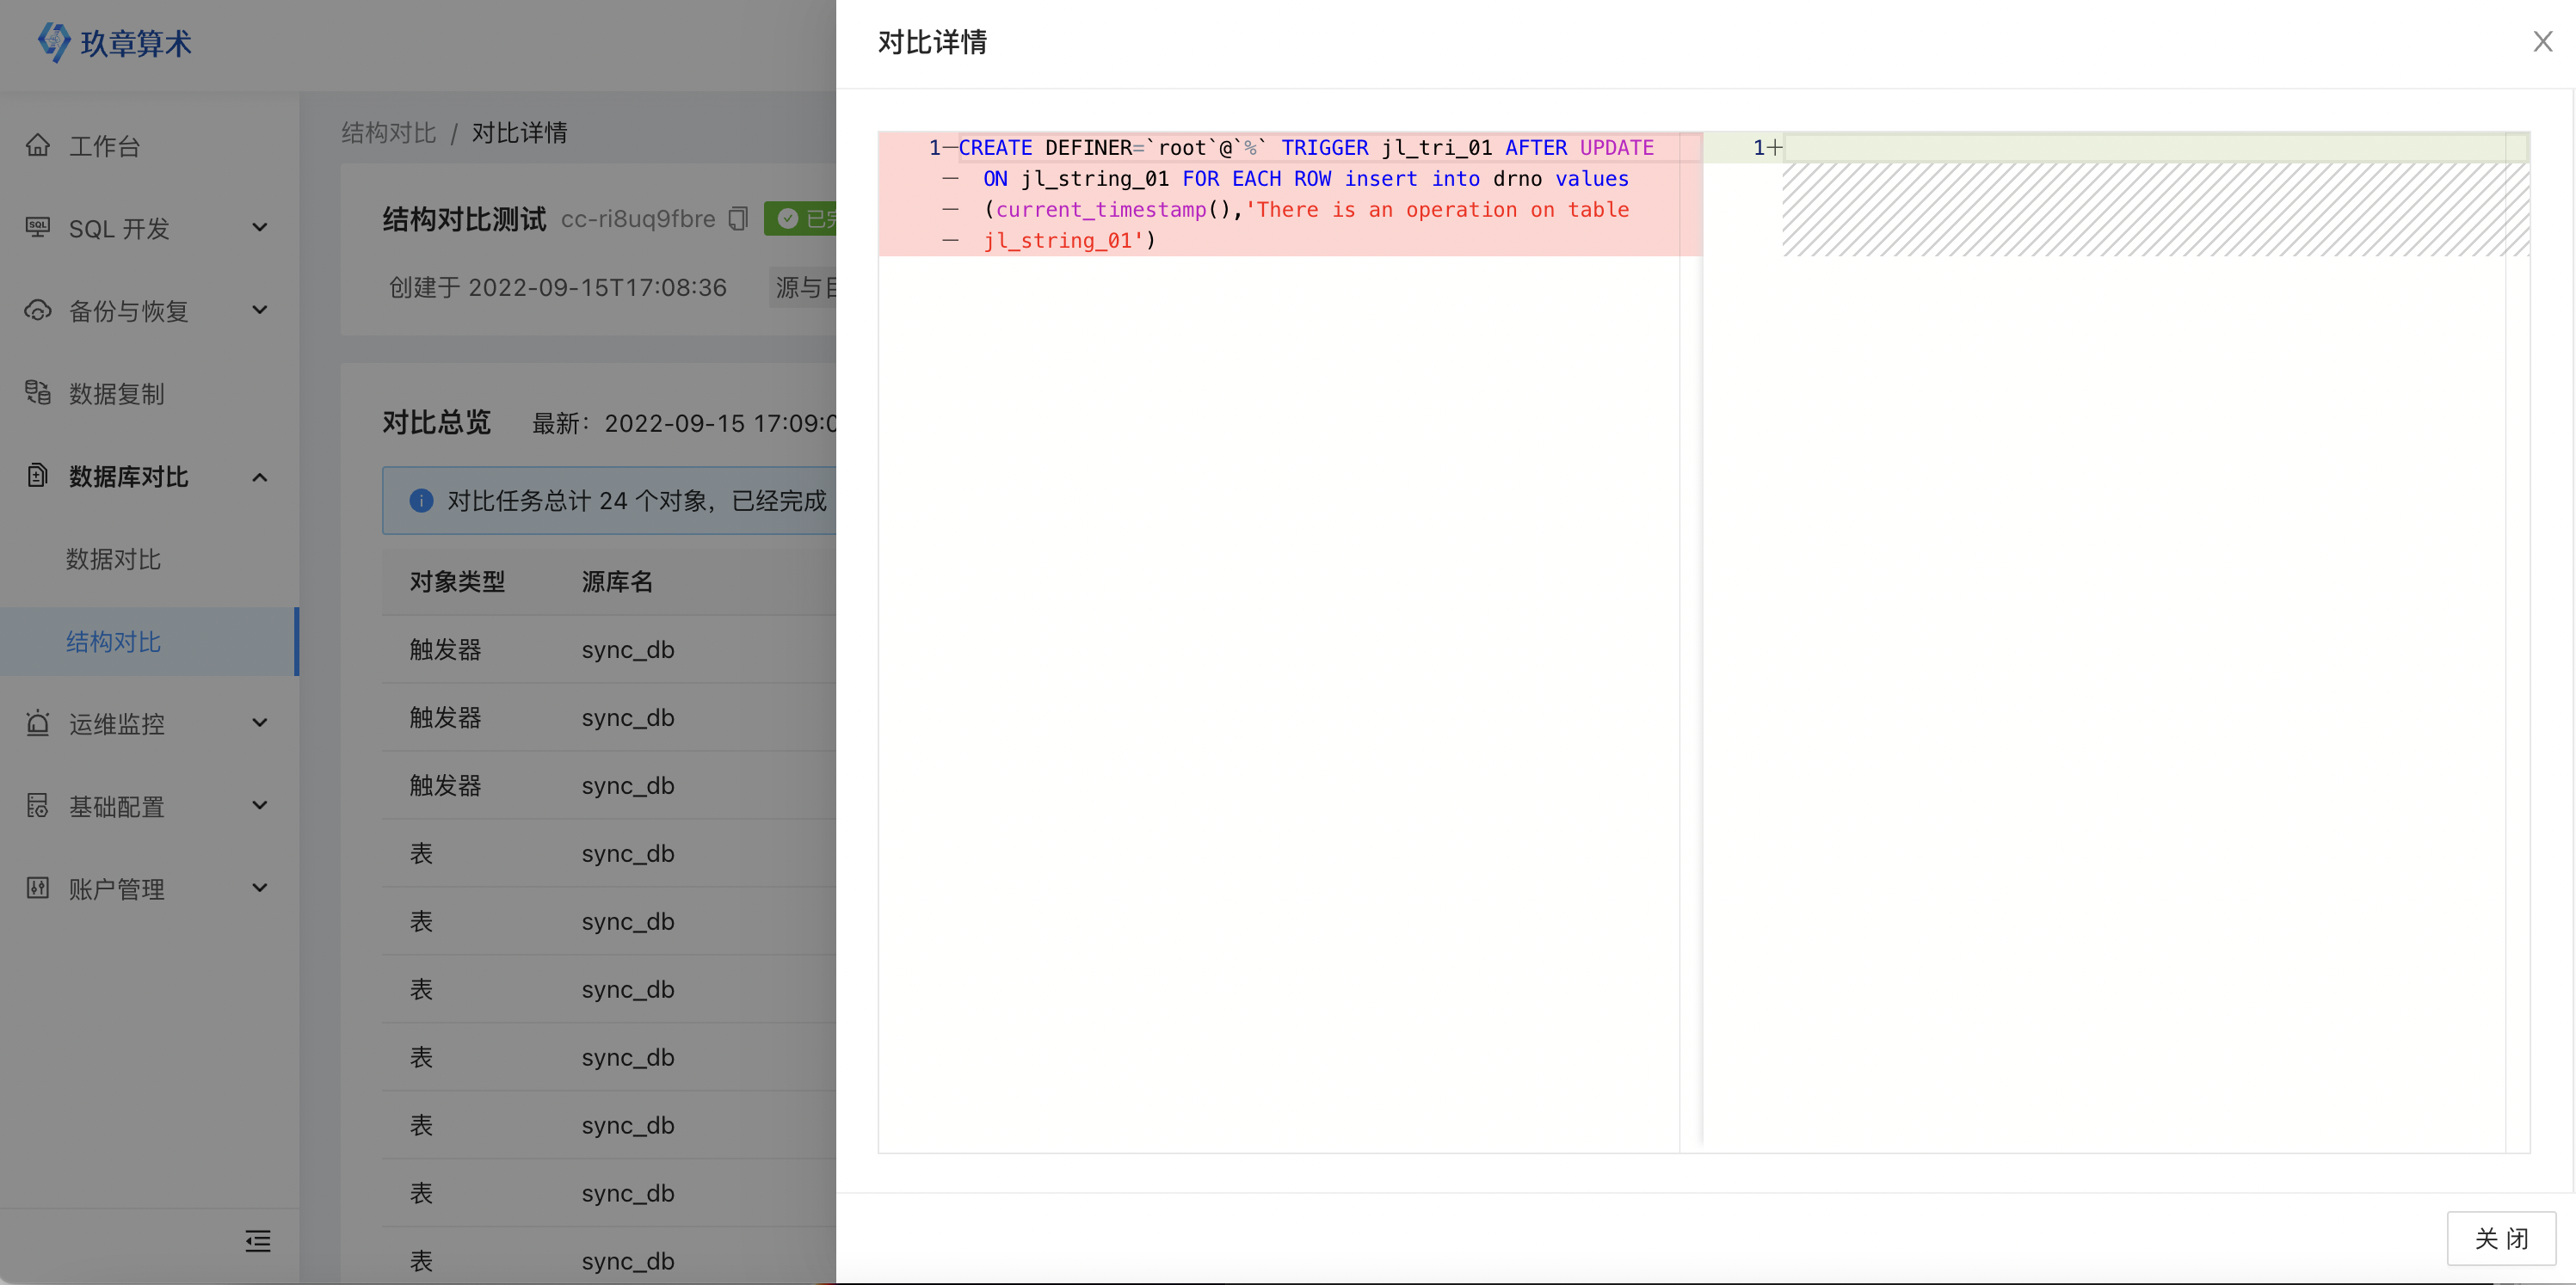 玖章算术
工作台
SQL 开发
备份与恢复
数据复制
数据库对比
数据对比
结构对比
运维监控
基础配置
账户管理
结构对比 / 对比详情
结构对比测试 cc-ri8uq9fbre 已
创建于 2022-09-15T17:08:36 源与
对比总览 最新：2022-09-15 17:09:0
对比任务总计 24 个对象，已经完成
对象类型 源库名
触发器 sync_db
触发器 sync_db
触发器 sync_db
表 sync_db
表 sync_db
表 sync_db
表 sync_db
表 sync_db
表 sync_db
表 sync_db
对比详情
1—CREATE DEFINER=`root`@`%` TRIGGER jl_tri_01 AFTER UPDATE
— ON jl_string_01 FOR EACH ROW insert into drno values
— (current_timestamp(),'There is an operation on table
— jl_string_01')
1+
关 闭